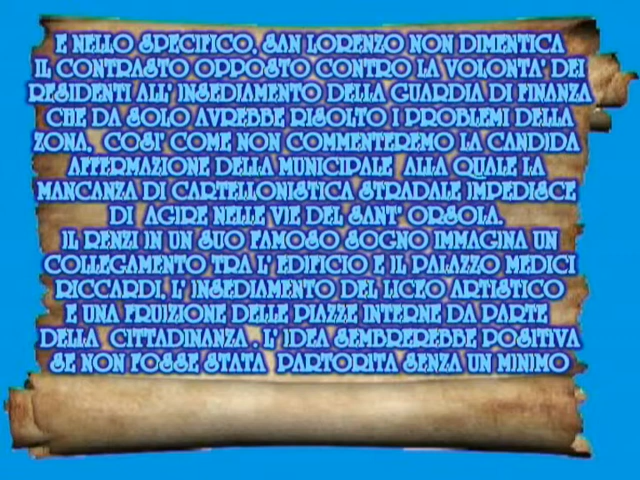 E NELLO SPECIFICO, SAN LORENZO NON DIMENTICA
IL CONTRASTO OPPOSTO CONTRO LA VOLONTA' DEI
RESIDENTI ALL' INSEDIAMENTO DELLA GUARDIA DI FINANZA
CHE DA SOLO AVREBBE RISOLTO I PROBLEMI DELLA
ZONA, COSI' COME NON COMMENTEREMO LA CANDIDA
AFFERMAZIONE DELLA MUNICIPALE ALLA QUALE LA
MANCANZA DI CARTELLONISTICA STRADALE IMPEDISCE
DI AGIRE NELLE VIE DEL SANT' ORSOLA.
IL RENZI IN UN SUO FAMOSO SOGNO IMMAGINA UN
COLLEGAMENTO TRA L' EDIFICIO E IL PALAZZO MEDICI
RICCARDI, L' INSEDIAMENTO DEL LICEO ARTISTICO
E UNA FRUIZIONE DELLE PIAZZE INTERNE DA PARTE
DELLA CITTADINANZA . L' IDEA SEMBREREBBE POSITIVA
SE NON FOSSE STATA PARTORITA SENZA UN MINIMO